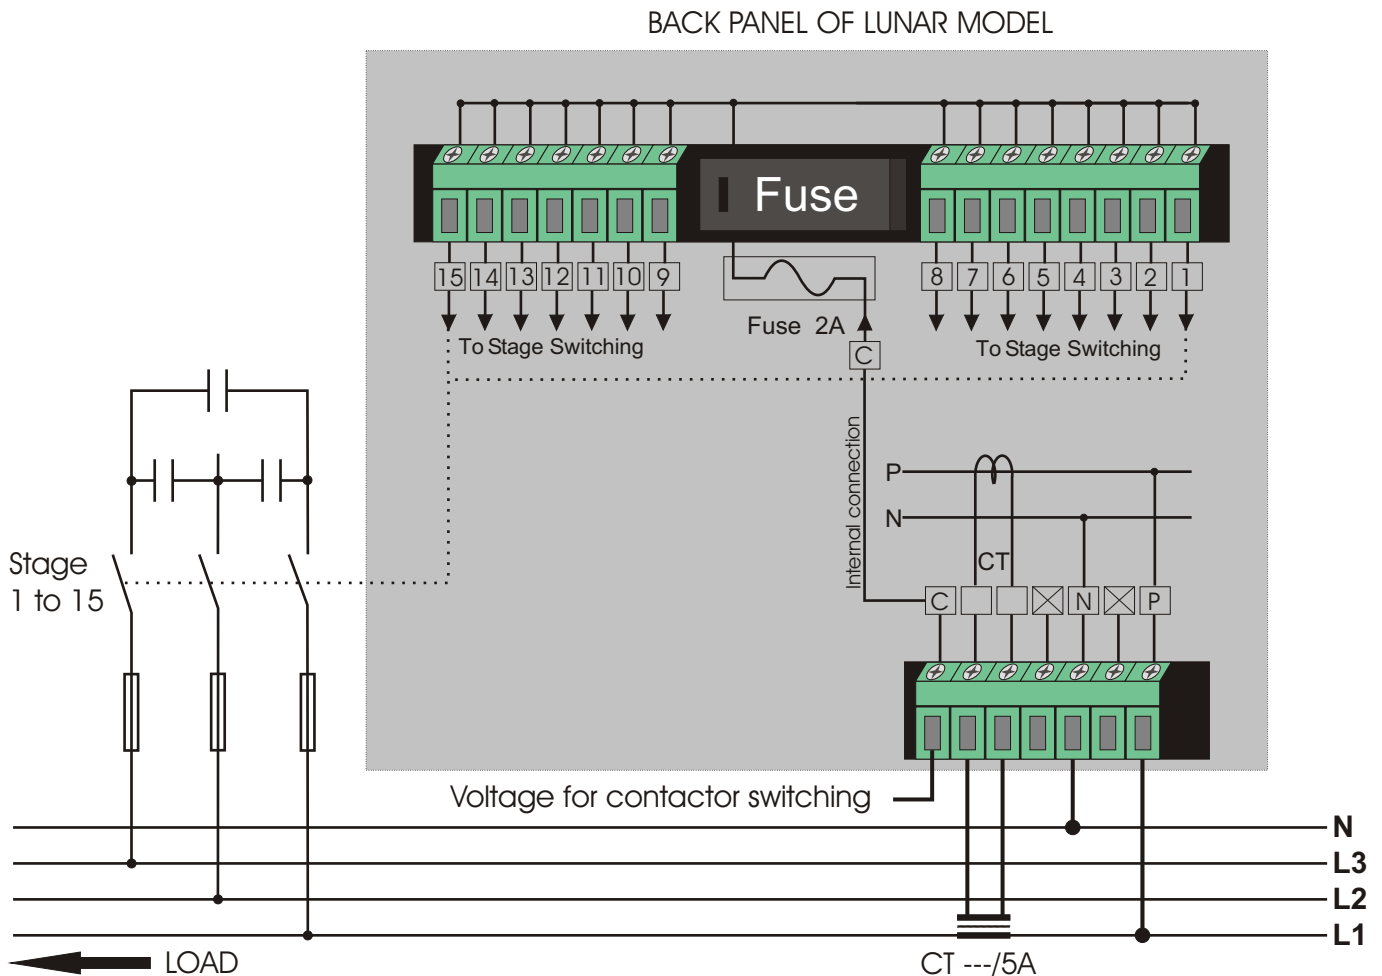 BACK PANEL OF LUNAR MODEL
Fuse
15 14 13 12 11 10 9
8 7 6 5 4 3 2 1
Fuse 2A
To Stage Switching
To Stage Switching
C
Internal connection
P
N
CT
Stage
1 to 15
C N P
Voltage for contactor switching
N
L3
L2
L1
LOAD
CT ---/5A